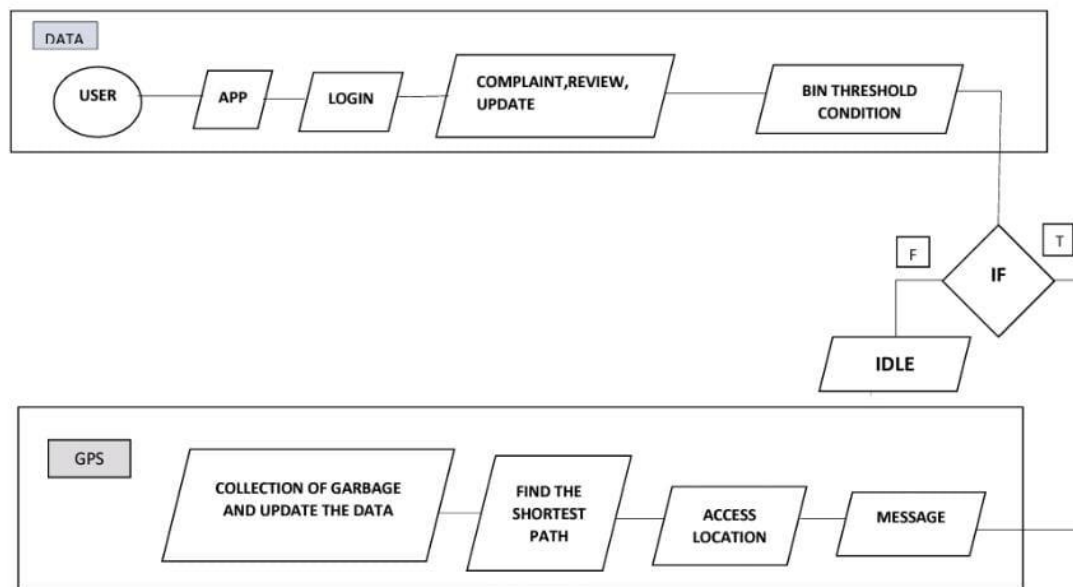 DATA
USER
APP
LOGIN
COMPLAINT,REVIEW,
UPDATE
BIN THRESHOLD
CONDITION
F
T
IF
IDLE
GPS
COLLECTION OF GARBAGE
AND UPDATE THE DATA
FIND THE
SHORTEST
PATH
ACCESS
LOCATION
MESSAGE